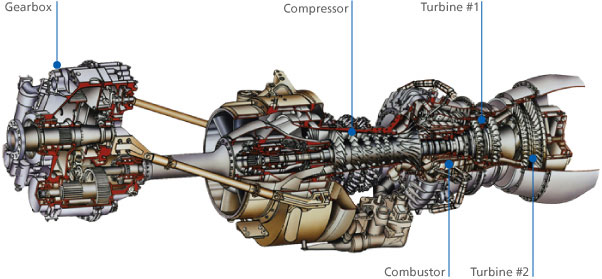 Gearbox
Compressor
Turbine #1
Combustor
Turbine #2